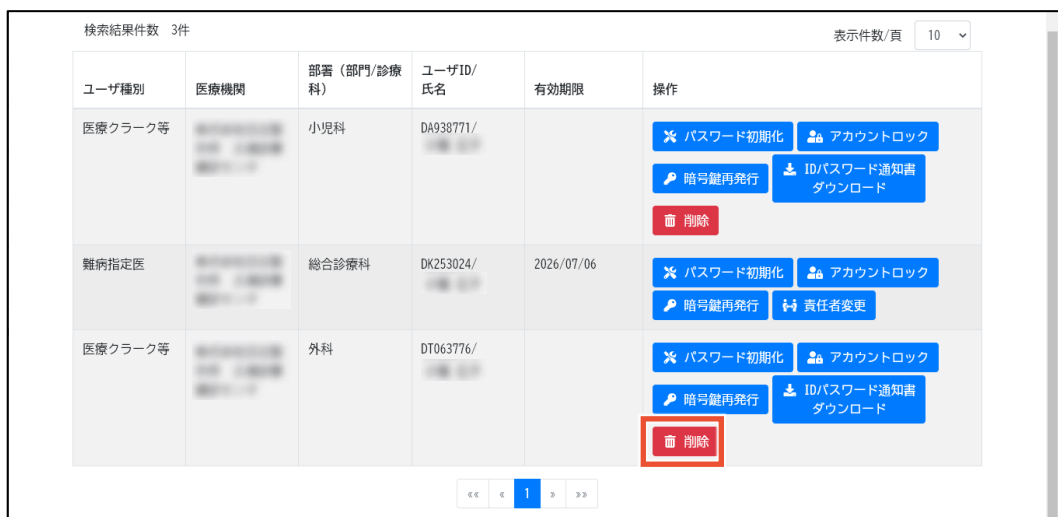 検索結果件数 3件
表示件数/頁 10
ユーザ種別 医療機関 部署（部門/診療科） ユーザID/氏名 有効期限 操作
医療クラーク等 小児科 DA938771/
パスワード初期化 アカウントロック
暗号鍵再発行 IDパスワード通知書ダウンロード
削除
難病指定医 総合診療科 DK253024/ 2026/07/06
パスワード初期化 アカウントロック
暗号鍵再発行 責任者変更
医療クラーク等 外科 DT063776/
パスワード初期化 アカウントロック
暗号鍵再発行 IDパスワード通知書ダウンロード
削除
«« « 1 » »»